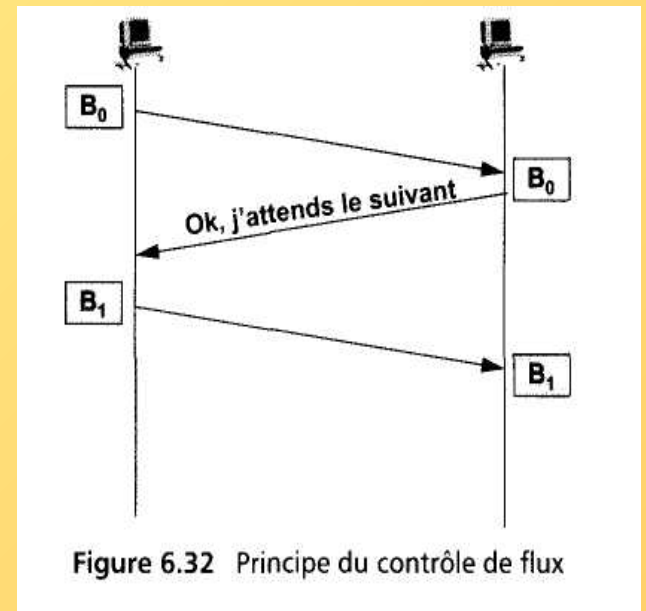 B₀
B₀
Ok, j'attends le suivant
B₁
B₁
Figure 6.32 Principe du contrôle de flux